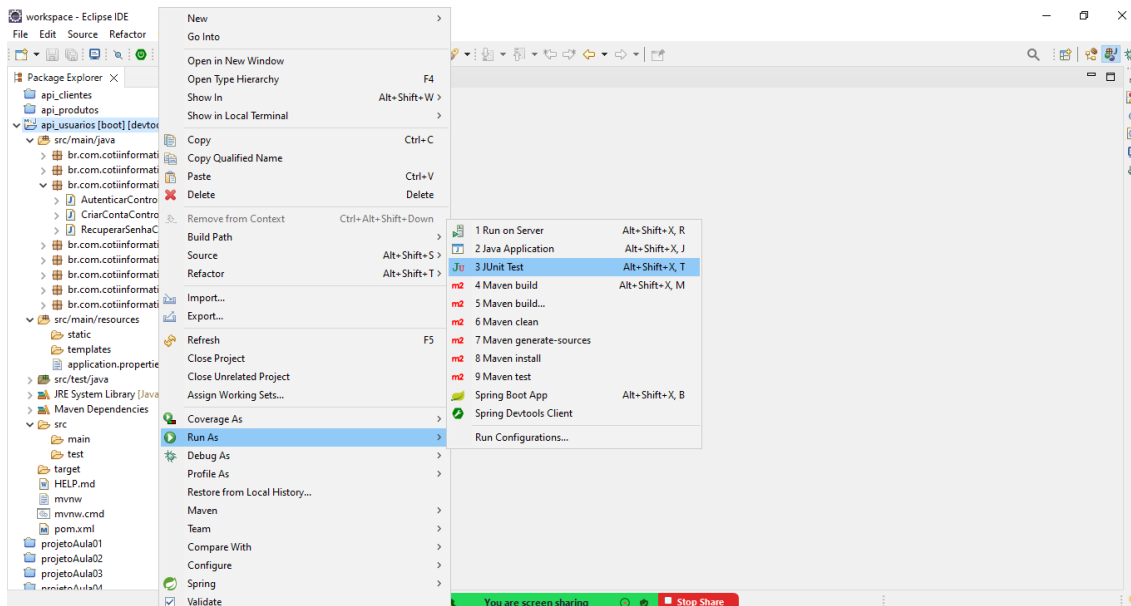 workspace - Eclipse IDE
File Edit Source Refactor
Package Explorer
api_clientes
api_produtos
api_usuarios [boot] [devtoo
src/main/java
br.com.cotiinformati
br.com.cotiinformati
br.com.cotiinformati
AutenticarContro
CriarContaContro
RecuperarSenhaC
br.com.cotiinformati
br.com.cotiinformati
br.com.cotiinformati
br.com.cotiinformati
br.com.cotiinformati
src/main/resources
static
templates
application.propertie
src/test/java
JRE System Library [Java
Maven Dependencies
src
main
test
target
HELP.md
mvnw
mvnw.cmd
pom.xml
projetoAula01
projetoAula02
projetoAula03
projetoAula04
New
Go Into
Open in New Window
Open Type Hierarchy F4
Show In Alt+Shift+W >
Show in Local Terminal
Copy Ctrl+C
Copy Qualified Name
Paste Ctrl+V
Delete Delete
Remove from Context Ctrl+Alt+Shift+Down
Build Path
Source Alt+Shift+S >
Refactor Alt+Shift+T >
Import...
Export...
Refresh F5
Close Project
Close Unrelated Project
Assign Working Sets...
Coverage As
Run As
Debug As
Profile As
Restore from Local History...
Maven
Team
Compare With
Configure
Spring
Validate
1 Run on Server Alt+Shift+X, R
2 Java Application Alt+Shift+X, J
3 JUnit Test Alt+Shift+X, T
4 Maven build Alt+Shift+X, M
5 Maven build...
6 Maven clean
7 Maven generate-sources
8 Maven install
9 Maven test
Spring Boot App Alt+Shift+X, B
Spring Devtools Client
Run Configurations...
You are screen sharing
Stop Share